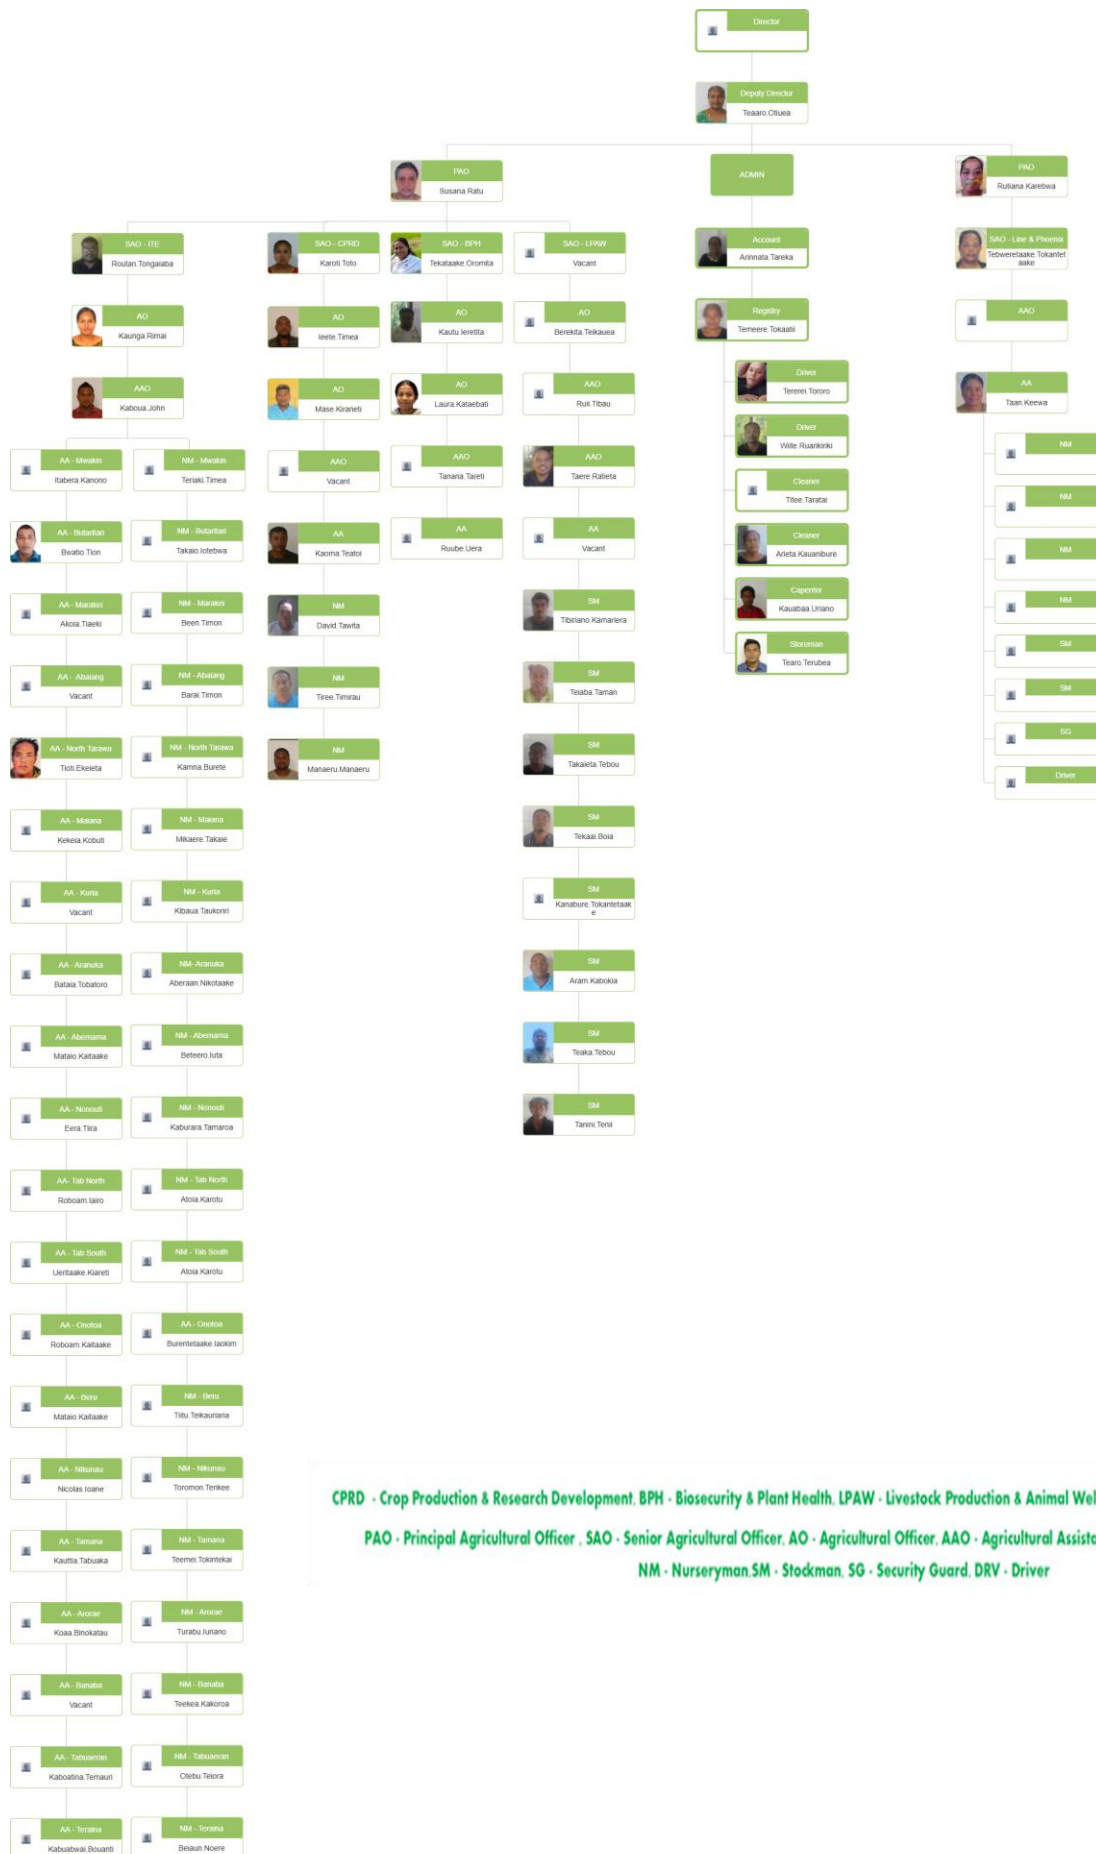 Director
Deputy Director
Teaaro.Otiuea
PAO
Susana.Ratu
ADMIN
PAO
Rutiana.Karebwa
SAO - ITE
Routan.Tongaiaba
SAO - CPRD
Karoti.Toto
SAO - BPH
Tekataake.Oromita
SAO - LPAW
Vacant
Account
Arinnata.Tareka
SAO - Line & Phoenix
Tebweretaake.Tokantet
aake
AO
Kaunga.Rimai
AO
Ieete.Timea
AO
Kautu.Ieretita
AO
Berekita.Teikauea
Registry
Temeere.Tokaatii
AAO
AAO
Kaboua.John
AO
Mase.Kiraneti
AO
Laura.Kataebati
AAO
Ruit.Tibau
AA
Taan.Keewa
Driver
Tererei.Tororo
Driver
Wiite.Ruarikiriki
Cleaner
Titee.Taratai
Cleaner
Arieta.Kauanibure
Capenter
Kauabaa.Uriano
Storeman
Tearo.Terubea
NM
NM
NM
NM
SM
SM
SG
Driver
AAO
Vacant
AAO
Tanana.Tareti
AAO
Taere.Ratieta
AA
Kaoma.Teatoi
AA
Ruube.Uera
AA
Vacant
NM
David.Tawita
SM
Tibiriano.Kamariera
NM
Tiree.Timirau
SM
Teiaba.Taman
NM
Manaeru.Manaeru
SM
Takaieta.Tebou
SM
Tekaai.Boia
SM
Kanabure.Tokantetaak
e
SM
Aram.Kabokia
SM
Teaka.Tebou
SM
Tanini.Tenii
AA - Mwakin
Itabera.Kanono
NM - Mwakin
Teriaki.Timea
AA - Butaritari
Bwatio.Tion
NM - Butaritari
Takaio.Iotebwa
AA - Marakei
Akoia.Tiaeki
NM - Marakei
Been.Timon
AA - Abaiang
Vacant
NM - Abaiang
Barai.Timon
AA - North Tarawa
Tioti.Ekeieta
NM - North Tarawa
Kamna.Burete
AA - Maiana
Kekeia.Kobuti
NM - Maiana
Mikaere.Takaie
AA - Kuria
Vacant
NM - Kuria
Kibaua.Taukoriri
AA - Aranuka
Bataia.Tobatoro
NM- Aranuka
Aberaan.Nikotaake
AA - Abemama
Mataio.Kaitaake
NM - Abemama
Beteero.Iuta
AA - Nonouti
Eera.Tiira
NM - Nonouti
Kaburara.Tamaroa
AA- Tab North
Roboam.Iairo
NM - Tab North
Atoia.Karotu
AA - Tab South
Ueritaake.Kiareti
NM - Tab South
Atoia.Karotu
AA - Onotoa
Roboam.Kaitaake
AA - Onotoa
Burentetaake.Iaokim
AA - Beru
Mataio.Kaitaake
NM - Beru
Tiitu.Teikauriaria
AA - Nikunau
Nicolas.Ioane
NM - Nikunau
Toromon.Terikee
AA - Tamana
Kauttia.Tabuaka
NM - Tamana
Teemei.Tokintekai
AA - Arorae
Koaa.Binokatau
NM - Arorae
Turabu.Iuriano
AA - Banaba
Vacant
NM - Banaba
Teekea.Kakoroa
AA - Tabuaeran
Kaboatina.Temauri
NM - Tabuaeran
Otebu.Teiora
AA - Teraina
Kabuabwai.Bouanti
NM - Teraina
Beiaun.Noere
CPRD - Crop Production & Research Development, BPH - Biosecurity & Plant Health, LPAW - Livestock Production & Animal Wel
PAO - Principal Agricultural Officer , SAO - Senior Agricultural Officer, AO - Agricultural Officer, AAO - Agricultural Assista
NM - Nurseryman,SM - Stockman, SG - Security Guard, DRV - Driver